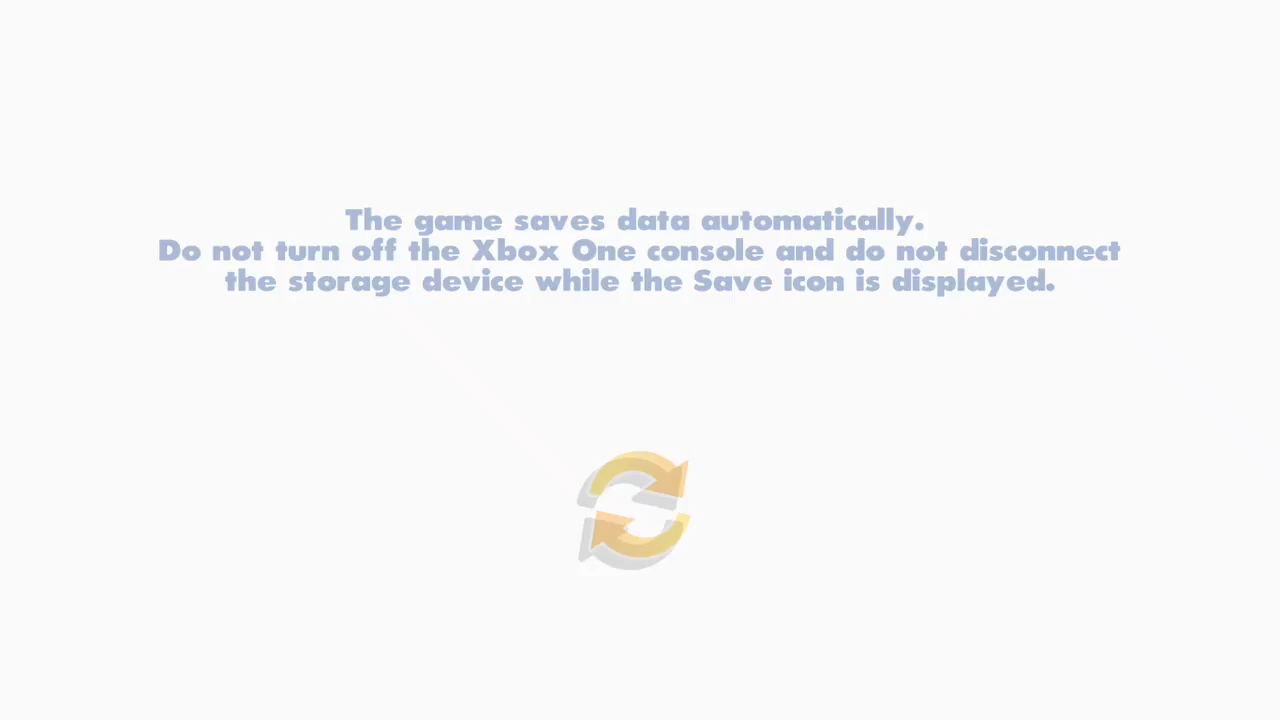 The game saves data automatically.
Do not turn off the Xbox One console and do not disconnect
the storage device while the Save icon is displayed.